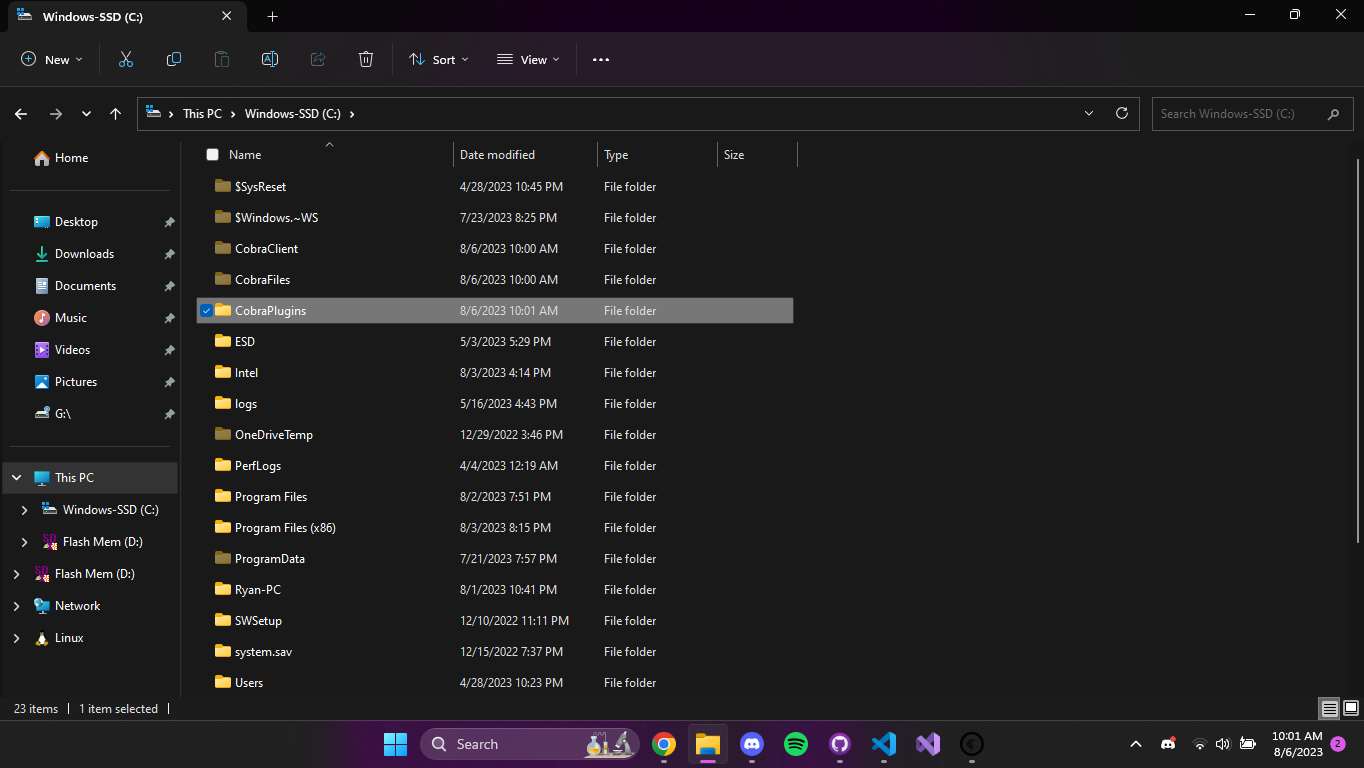 Windows-SSD (C:)
New
Sort
View
This PC
Windows-SSD (C:)
Search Windows-SSD (C:)
Home
Desktop
Downloads
Documents
Music
Videos
Pictures
G:\
This PC
Windows-SSD (C:)
Flash Mem (D:)
Flash Mem (D:)
Network
Linux
Name Date modified Type Size
$SysReset 4/28/2023 10:45 PM File folder
$Windows.~WS 7/23/2023 8:25 PM File folder
CobraClient 8/6/2023 10:00 AM File folder
CobraFiles 8/6/2023 10:00 AM File folder
CobraPlugins 8/6/2023 10:01 AM File folder
ESD 5/3/2023 5:29 PM File folder
Intel 8/3/2023 4:14 PM File folder
logs 5/16/2023 4:43 PM File folder
OneDriveTemp 12/29/2022 3:46 PM File folder
PerfLogs 4/4/2023 12:19 AM File folder
Program Files 8/2/2023 7:51 PM File folder
Program Files (x86) 8/3/2023 8:15 PM File folder
ProgramData 7/21/2023 7:57 PM File folder
Ryan-PC 8/1/2023 10:41 PM File folder
SWSetup 12/10/2022 11:11 PM File folder
system.sav 12/15/2022 7:37 PM File folder
Users 4/28/2023 10:23 PM File folder
23 items 1 item selected
Search
10:01 AM
8/6/2023
2